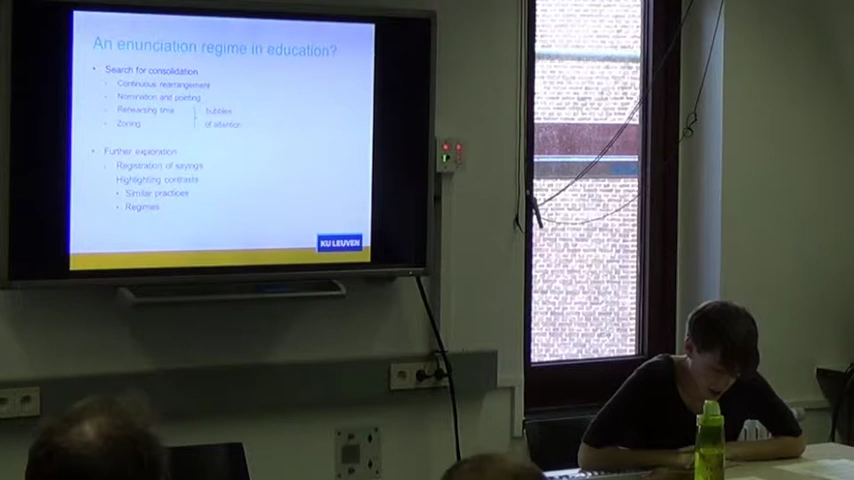 An enunciation regime in education?
• Search for consolidation
- Continuous rearrangement
- Nomination and pointing
- Rehearsing time
bubbles
- Zoning
of attention
• Further exploration
- Registration of sayings
Highlighting contrasts
• Similar practices
• Regimes
KU LEUVEN